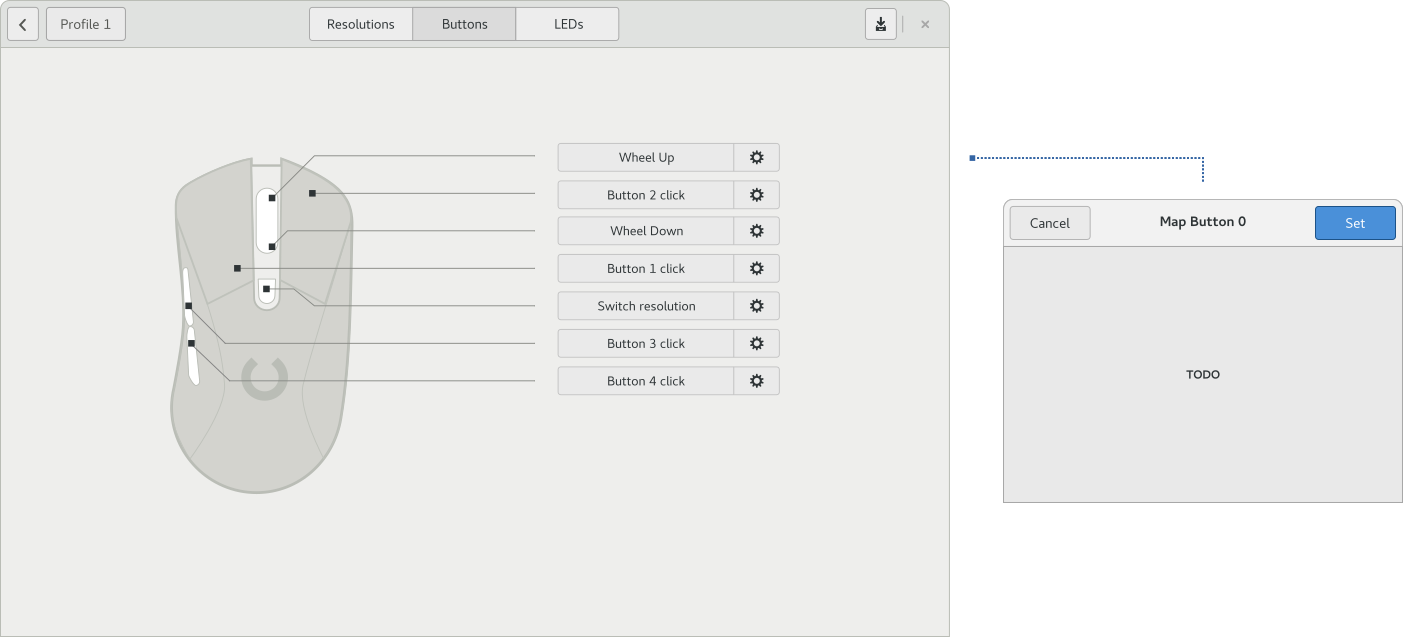 Profile 1
Resolutions
Buttons
LEDs
Wheel Up
Button 2 click
Wheel Down
Button 1 click
Switch resolution
Button 3 click
Button 4 click
Cancel
Map Button 0
Set
TODO